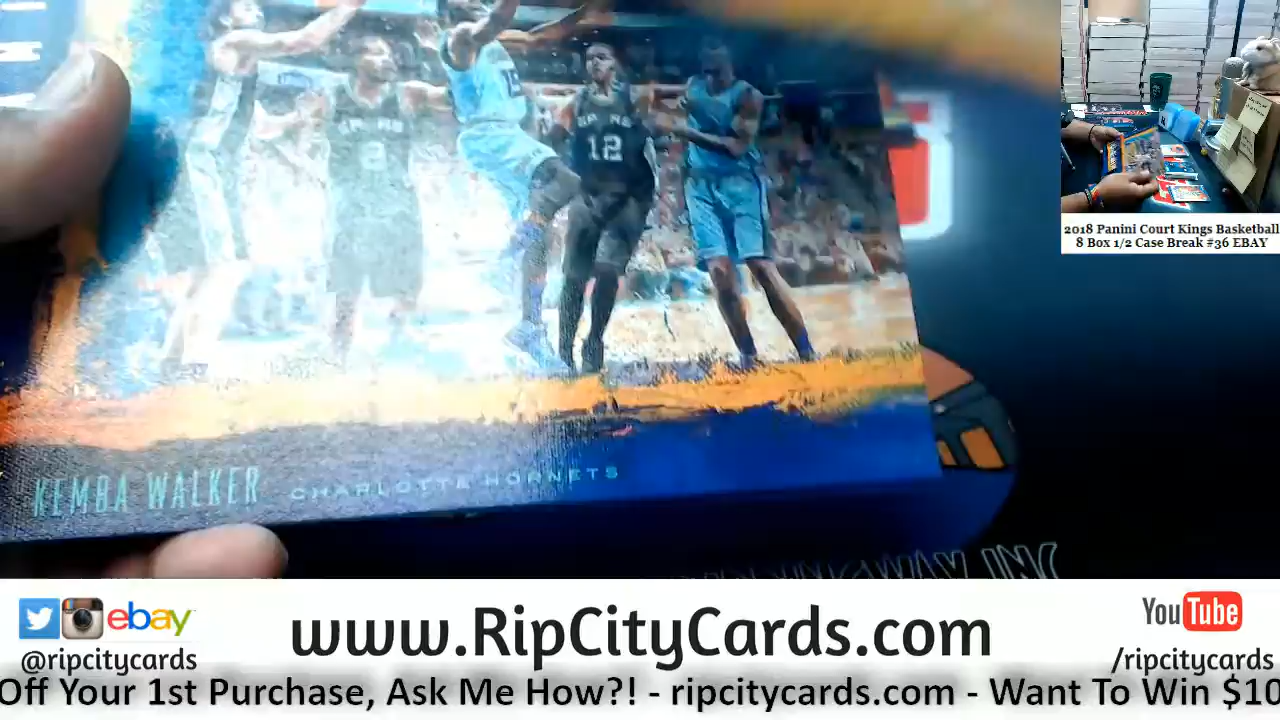 SPURS
12
15
KEMBA WALKER CHARLOTTE HORNETS
2018 Panini Court Kings Basketball
8 Box 1/2 Case Break #36 EBAY
ebay
@ripcitycards
www.RipCityCards.com
You Tube
/ripcitycards
Off Your 1st Purchase, Ask Me How?! - ripcitycards.com - Want To Win $10